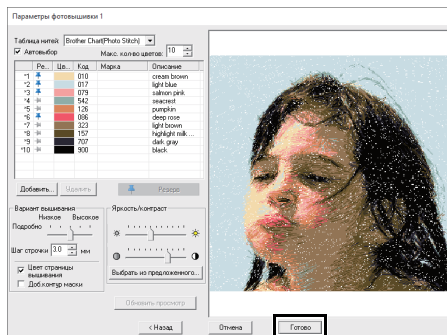 Параметры фотовышивки 1
Таблица нитей: Brother Chart(Photo Stitch)
Автовыбор
Макс. кол-во цветов: 10
Ре... Цв... Код Марка Описание
*1 010 cream brown
*2 017 light blue
*3 079 salmon pink
*4 542 seacrest
*5 126 pumpkin
*6 086 deep rose
*7 323 light brown
*8 157 highlight milk ...
*9 707 dark gray
*10 900 black
Добавить... Удалить Резерв
Вариант вышивания
Низкое Высокое
Подробно
Шаг строчки 3.0 мм
Цвет страницы вышивания
Доб.контур маски
Яркость/контраст
Выбрать из предложенного...
Обновить просмотр
< Назад Отмена Готово